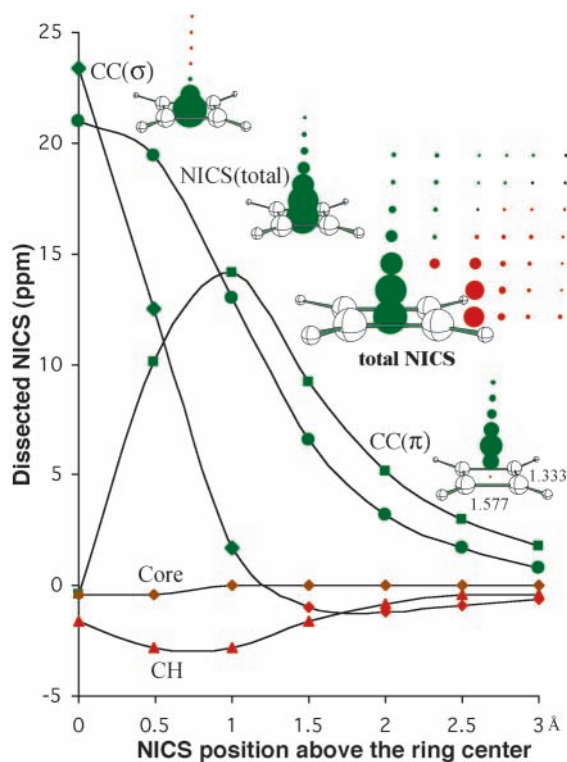 Dissected NICS (ppm)
25
20
15
10
5
0
-5
CC(σ)
NICS(total)
total NICS
CC(π)
1.333
1.577
Core
CH
0 0.5 1 1.5 2 2.5 3 Å
NICS position above the ring center